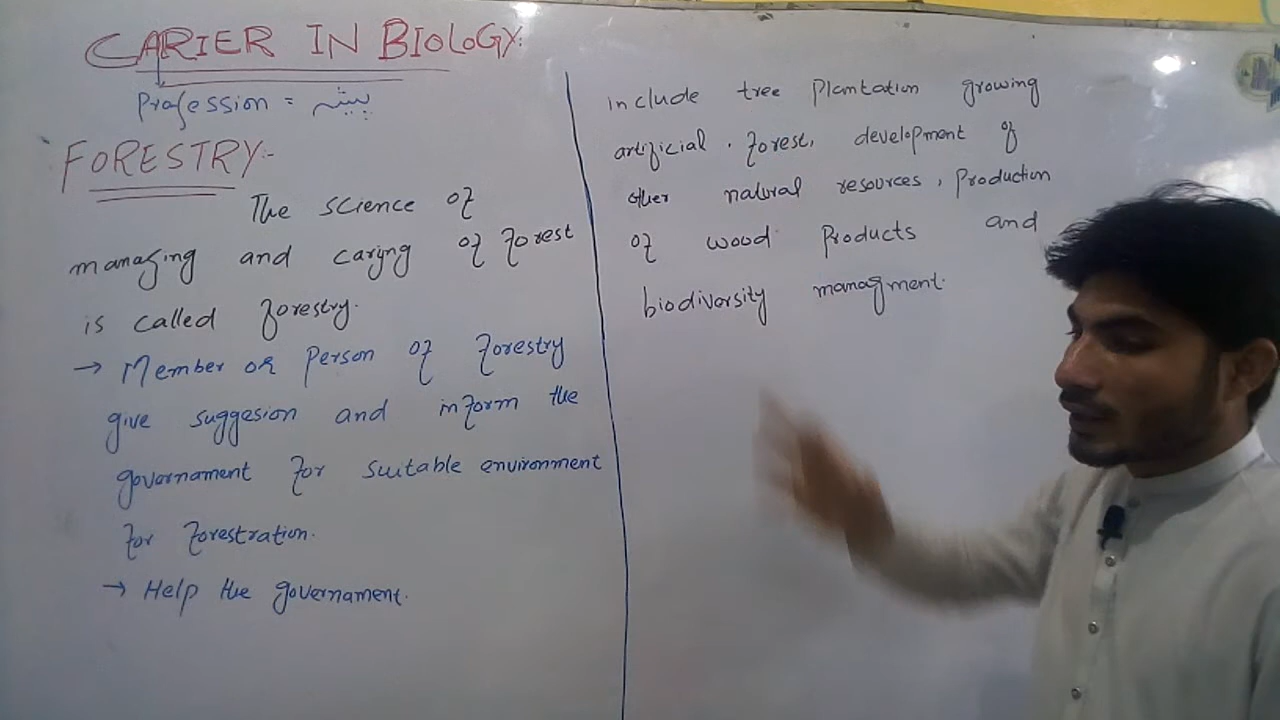 CARIER IN BIOLOGY:
Profession = پیشہ
FORESTRY:-
The science of
managing and caryng of forest
is called forestry.
→ Member or Person of forestry
give suggesion and inform the
governament for suitable environment
for forestration.
→ Help the governament.
include tree plantation growing
artificial . forest, development of
other natural resources, production
of wood products and
biodiversity managment.